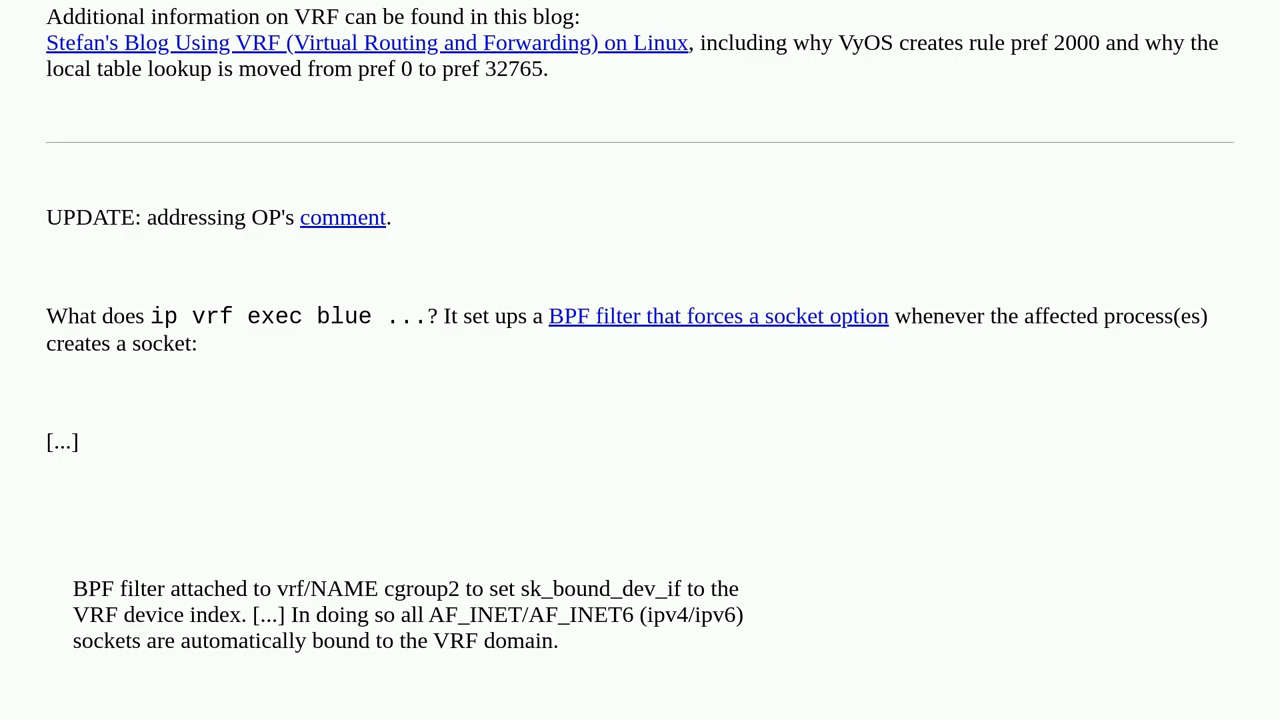 Additional information on VRF can be found in this blog:
Stefan's Blog Using VRF (Virtual Routing and Forwarding) on Linux, including why VyOS creates rule pref 2000 and why the
local table lookup is moved from pref 0 to pref 32765.
UPDATE: addressing OP's comment.
What does ip vrf exec blue ...? It set ups a BPF filter that forces a socket option whenever the affected process(es)
creates a socket:
[...]
BPF filter attached to vrf/NAME cgroup2 to set sk_bound_dev_if to the
VRF device index. [...] In doing so all AF_INET/AF_INET6 (ipv4/ipv6)
sockets are automatically bound to the VRF domain.